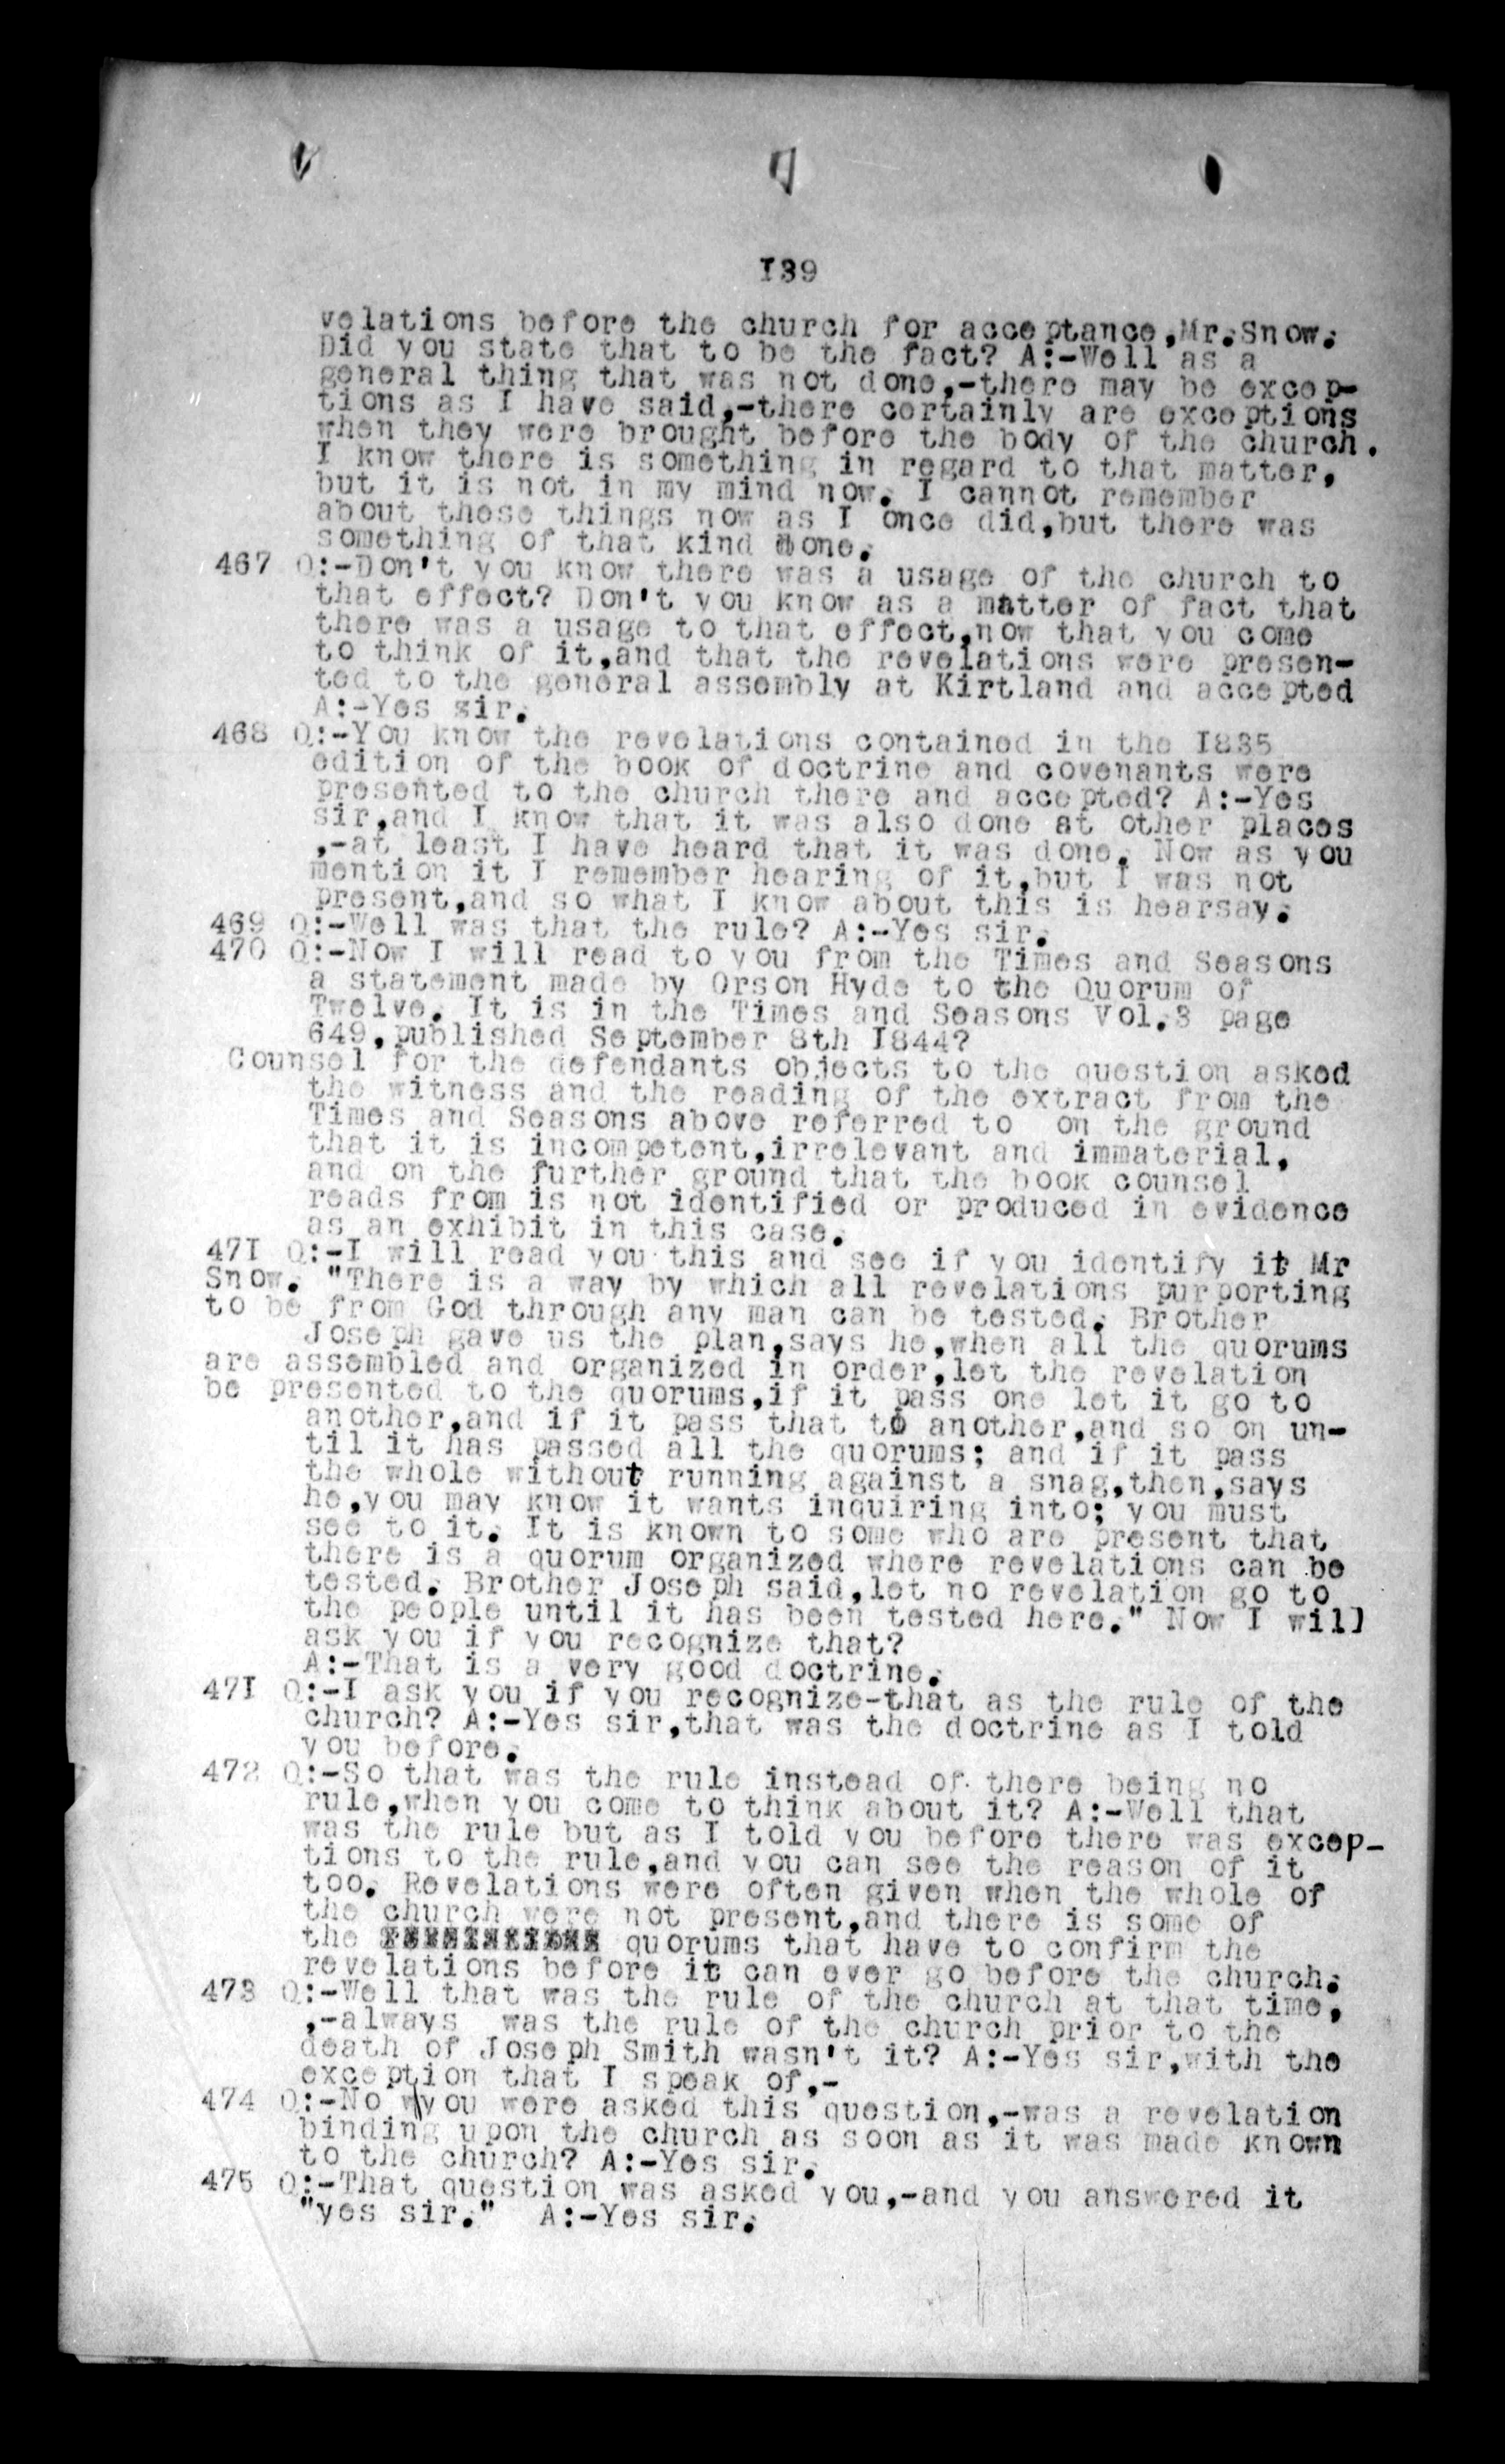 I39
velations before the church for acceptance,Mr.Snow.
Did you state that to be the fact? A:-Well as a
general thing that was not done,-there may be excep-
tions as I have said,-there certainly are exceptions
when they were brought before the body of the church.
I know there is something in regard to that matter,
but it is not in my mind now. I cannot remember
about these things now as I once did,but there was
something of that kind done.
467 Q:-Don't you know there was a usage of the church to
that effect? Don't you know as a matter of fact that
there was a usage to that effect,now that you come
to think of it,and that the revelations were presen-
ted to the general assembly at Kirtland and accepted
A:-Yes sir.
468 Q:-You know the revelations contained in the I835
edition of the book of doctrine and covenants were
presented to the church there and accepted? A:-Yes
sir,and I know that it was also done at other places
,-at least I have heard that it was done. Now as you
mention it I remember hearing of it,but I was not
present,and so what I know about this is hearsay.
469 Q:-Well was that the rule? A:-Yes sir.
470 Q:-Now I will read to you from the Times and Seasons
a statement made by Orson Hyde to the Quorum of
Twelve. It is in the Times and Seasons Vol.3 page
649,published September 8th I844?
Counsel for the defendants objects to the question asked
the witness and the reading of the extract from the
Times and Seasons above referred to on the ground
that it is incompetent,irrelevant and immaterial,
and on the further ground that the book counsel
reads from is not identified or produced in evidence
as an exhibit in this case.
47I Q:-I will read you this and see if you identify it Mr
Snow. "There is a way by which all revelations purporting
to be from God through any man can be tested. Brother
Joseph gave us the plan,says he,when all the quorums
are assembled and organized in order,let the revelation
be presented to the quorums,if it pass one let it go to
another,and if it pass that to another,and so on un-
til it has passed all the quorums; and if it pass
the whole without running against a snag,then,says
he,you may know it wants inquiring into; you must
see to it. It is known to some who are present that
there is a quorum organized where revelations can be
tested. Brother Joseph said,let no revelation go to
the people until it has been tested here." Now I will
ask you if you recognize that?
A:-That is a very good doctrine.
47I Q:-I ask you if you recognize-that as the rule of the
church? A:-Yes sir,that was the doctrine as I told
you before.
472 Q:-So that was the rule instead of there being no
rule,when you come to think about it? A:-Well that
was the rule but as I told you before there was excep-
tions to the rule,and you can see the reason of it
too. Revelations were often given when the whole of
the church were not present,and there is some of
the quorums that have to confirm the
revelations before it can ever go before the church.
473 Q:-Well that was the rule of the church at that time,
,-always was the rule of the church prior to the
death of Joseph Smith wasn't it? A:-Yes sir,with the
exception that I speak of,-
474 Q:-No w you were asked this question,-was a revelation
binding upon the church as soon as it was made known
to the church? A:-Yes sir.
475 Q:-That question was asked you,-and you answered it
"yes sir." A:-Yes sir.